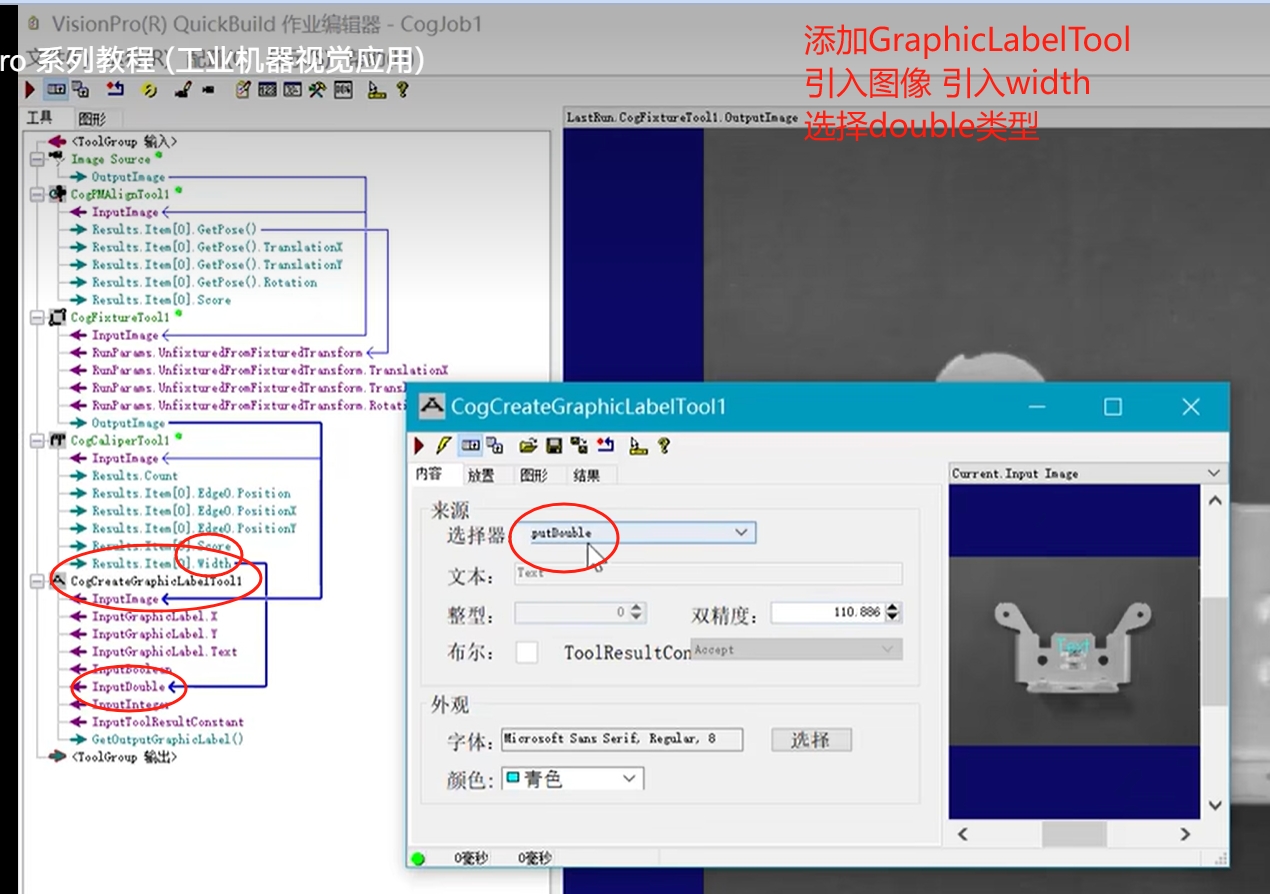 VisionPro(R) QuickBuild 作业编辑器 - CogJob1
ro 系列教程 (工业机器视觉应用)
添加GraphicLabelTool
引入图像 引入width
选择double类型
工具 图形
LastRun.CogFixtureTool1.OutputImage
<ToolGroup 输入>
Image Source
OutputImage
CogPMAlignTool1
InputImage
Results.Item[0].GetPose()
Results.Item[0].GetPose().TranslationX
Results.Item[0].GetPose().TranslationY
Results.Item[0].GetPose().Rotation
Results.Item[0].Score
CogFixtureTool1
InputImage
RunParams.UnfixturedFromFixturedTransform
RunParams.UnfixturedFromFixturedTransform.TranslationX
RunParams.UnfixturedFromFixturedTransform.Transl
RunParams.UnfixturedFromFixturedTransform.Rotati
OutputImage
CogCaliperTool1
InputImage
Results.Count
Results.Item[0].Edge0.Position
Results.Item[0].Edge0.PositionX
Results.Item[0].Edge0.PositionY
Results.Item[0].Score
Results.Item[0].Width
CogCreateGraphicLabelTool1
InputImage
InputGraphicLabel.X
InputGraphicLabel.Y
InputGraphicLabel.Text
InputBoolean
InputDouble
InputInteger
InputToolResultConstant
GetOutputGraphicLabel()
<ToolGroup 输出>
CogCreateGraphicLabelTool1
内容 放置 图形 结果
Current.Input Image
来源
选择器: putDouble
文本: Text
整型: 0 双精度: 110.886
布尔: ToolResultCon Accept
外观
字体: Microsoft Sans Serif, Regular, 8 选择
颜色: 青色
Text
0毫秒 0毫秒